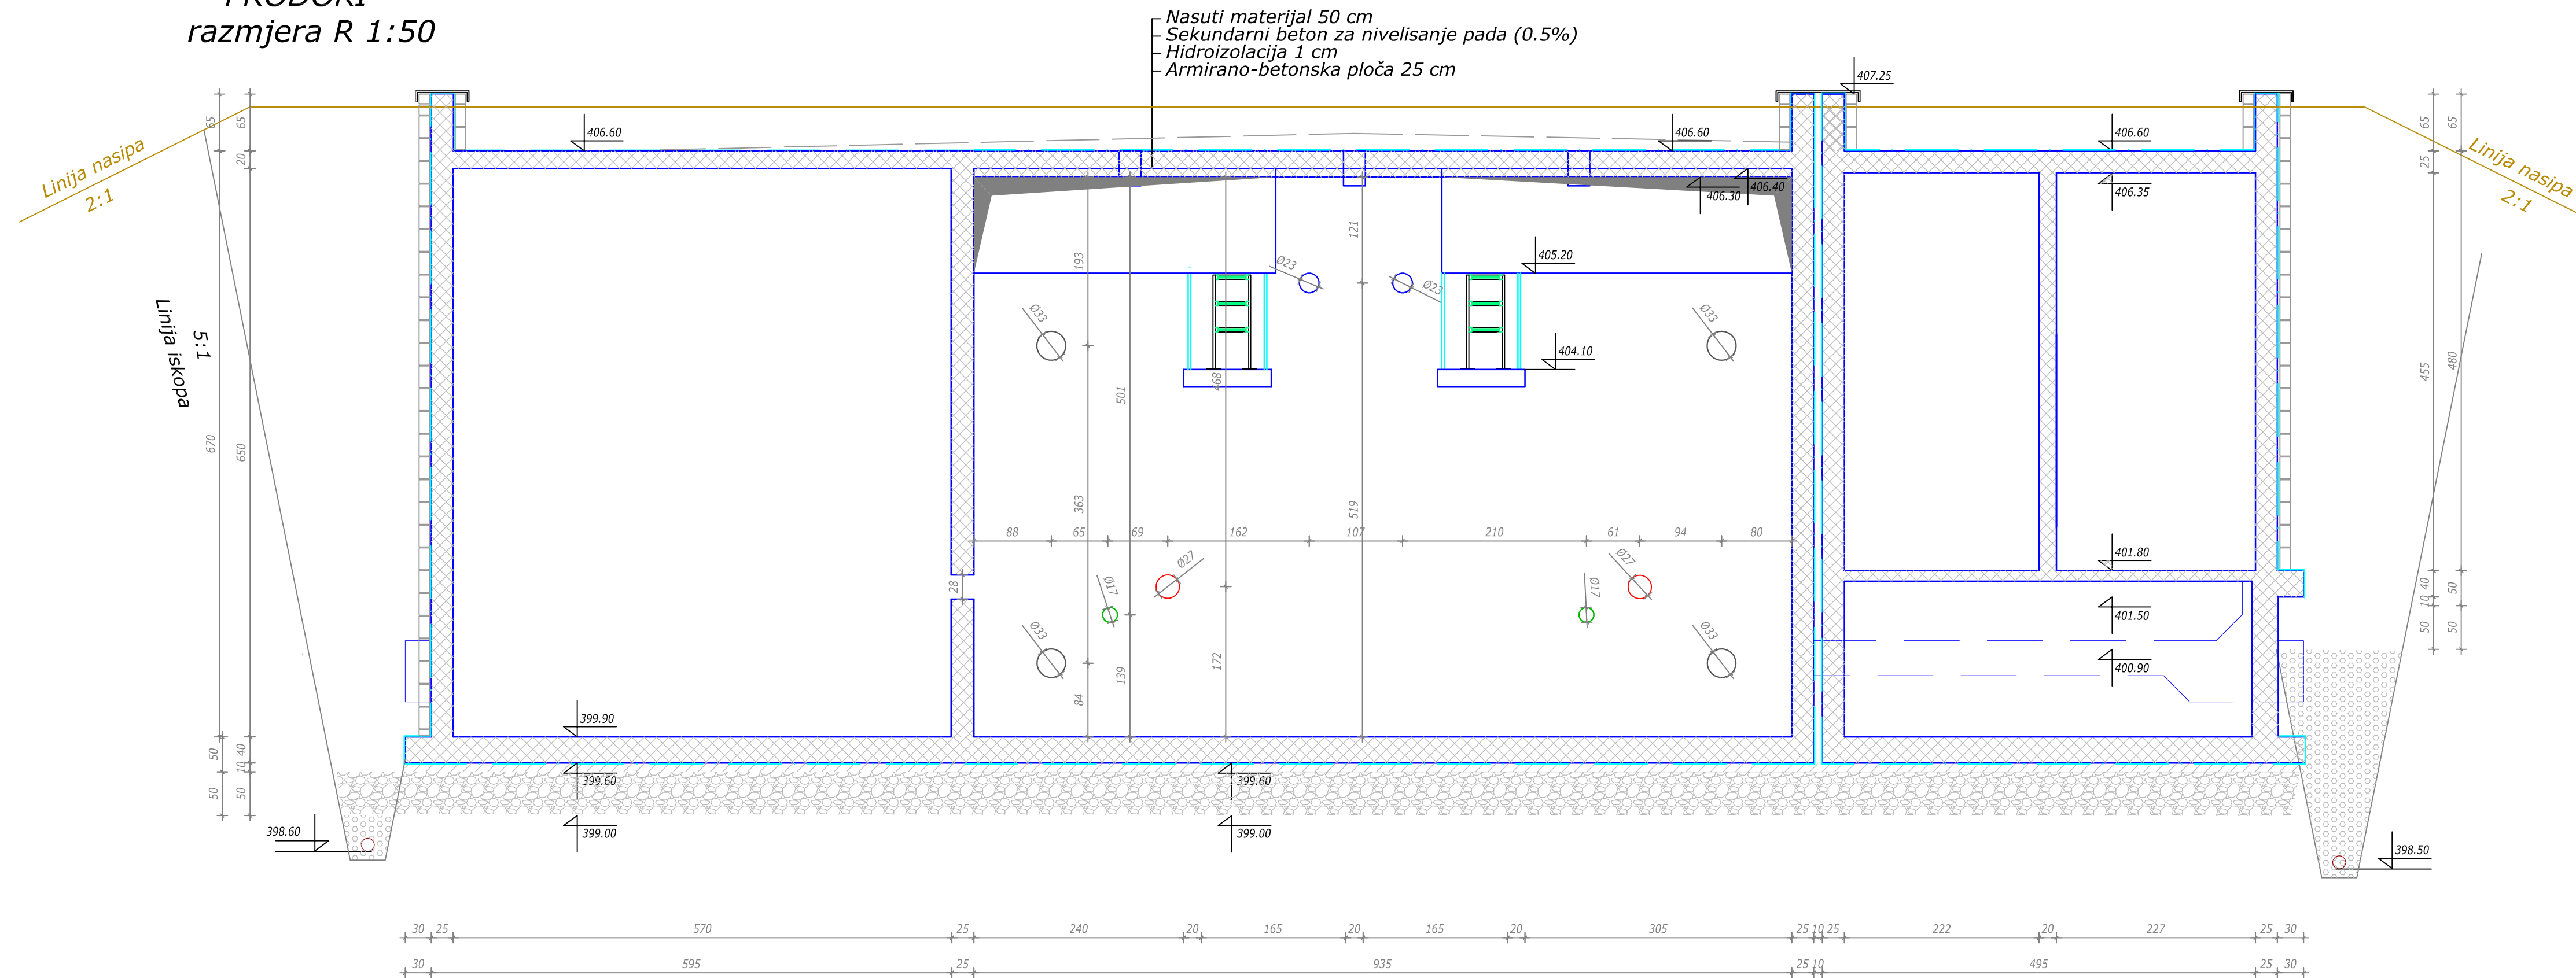 PRODORI
razmjera R 1:50
Nasuti materijal 50 cm
Sekundarni beton za nivelisanje pada (0.5%)
Hidroizolacija 1 cm
Armirano-betonska ploča 25 cm
407.25
406.60
406.60
406.60
406.40
406.30
406.35
405.20
404.10
401.80
401.50
400.90
399.90
399.60
399.60
399.00
399.00
398.60
398.50
Linija nasipa
2:1
Linija nasipa
2:1
5:1
Linija iskopa
65
65
20
670
650
50
40
10
50
50
65
65
25
455
480
40
10
50
50
50
193
363
84
501
139
468
172
121
519
28
Ø23
Ø23
Ø33
Ø33
Ø33
Ø33
Ø27
Ø27
Ø17
Ø17
88 65 69 162 107 210 61 94 80
30 25 570 25 240 20 165 20 165 20 305 25 10 25 222 20 227 25 30
30 595 25 935 25 10 495 25 30